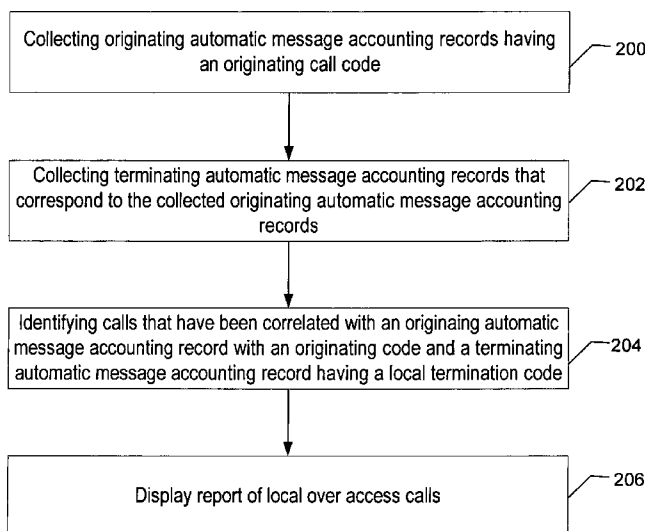 Collecting originating automatic message accounting records having
an originating call code
200
Collecting terminating automatic message accounting records that
correspond to the collected originating automatic message accounting
records
202
Identifying calls that have been correlated with an originaing automatic
message accounting record with an originating code and a terminating
automatic message accounting record having a local termination code
204
Display report of local over access calls
206